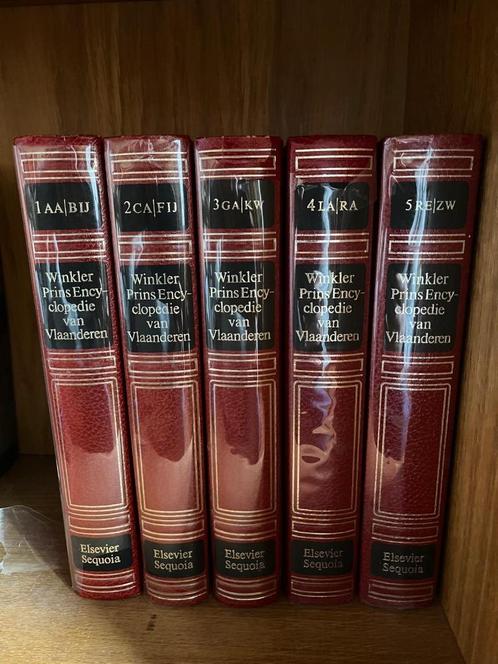 1 AA|BIJ
Winkler
Prins Ency-
clopedie
van
Vlaanderen
Elsevier
Sequoia
2 CA|FIJ
Winkler
Prins Ency-
clopedie
van
Vlaanderen
Elsevier
Sequoia
3 GA|KW
Winkler
Prins Ency-
clopedie
van
Vlaanderen
Elsevier
Sequoia
4 LA|RA
Winkler
Prins Ency-
clopedie
van
Vlaanderen
Elsevier
Sequoia
5 RE|ZW
Winkler
Prins Ency-
clopedie
van
Vlaanderen
Elsevier
Sequoia